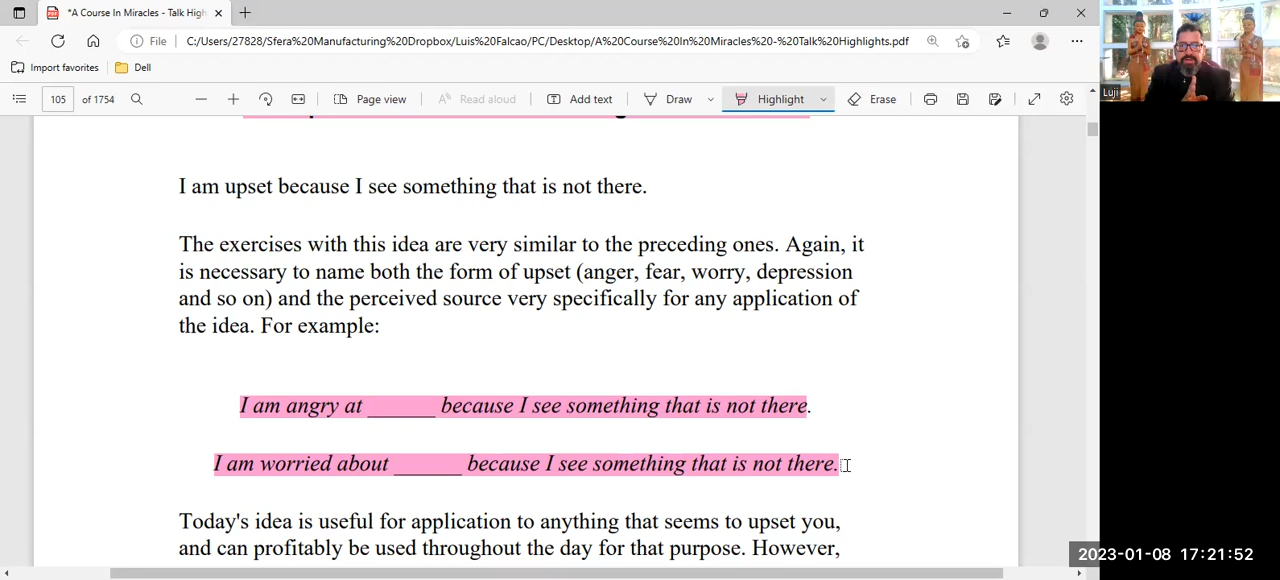 *A Course In Miracles - Talk High
File
C:/Users/27828/Sfera%20Manufacturing%20Dropbox/Luis%20Falcao/PC/Desktop/A%20Course%20In%20Miracles%20-%20Talk%20Highlights.pdf
Import favorites
Dell
105 of 1754
Page view
Read aloud
Add text
Draw
Highlight
Erase
Luji
I am upset because I see something that is not there.
The exercises with this idea are very similar to the preceding ones. Again, it
is necessary to name both the form of upset (anger, fear, worry, depression
and so on) and the perceived source very specifically for any application of
the idea. For example:
I am angry at ______ because I see something that is not there.
I am worried about ______ because I see something that is not there.
Today's idea is useful for application to anything that seems to upset you,
and can profitably be used throughout the day for that purpose. However,
2023-01-08 17:21:52